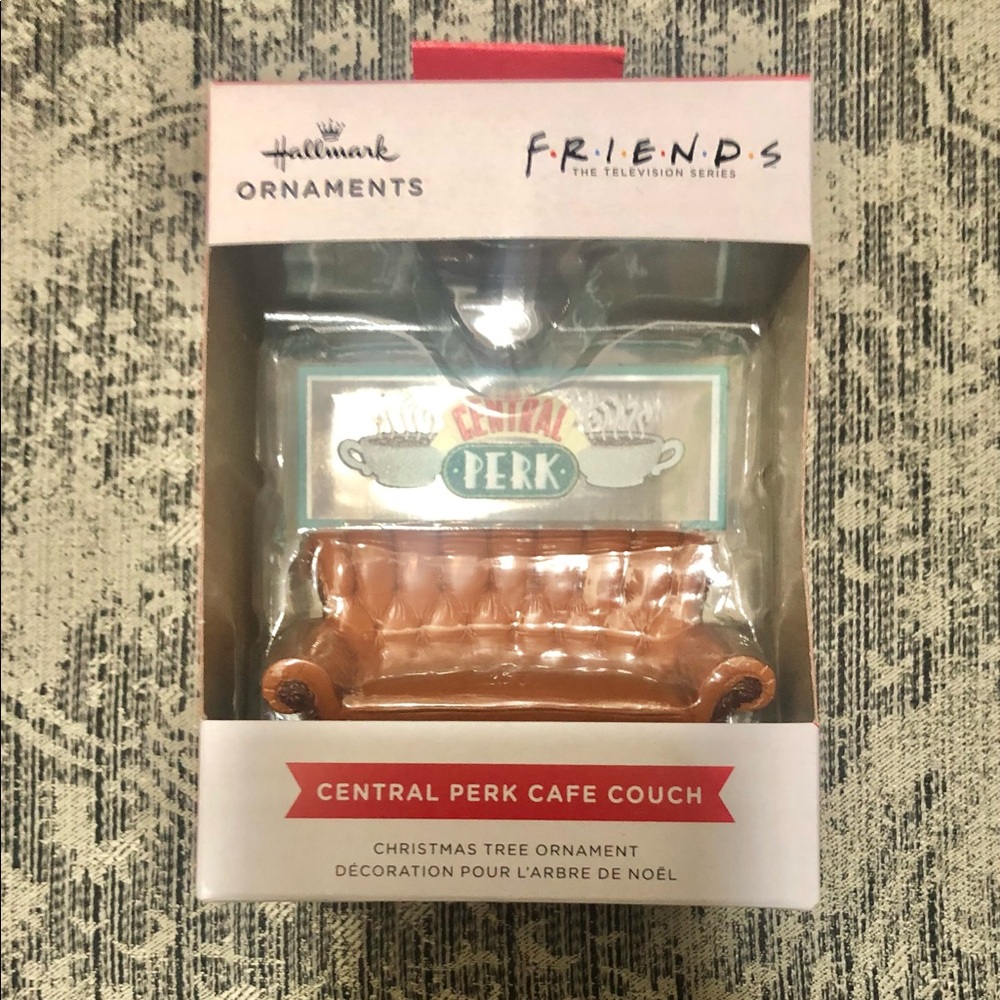 Hallmark
ORNAMENTS
F·R·I·E·N·D·S
THE TELEVISION SERIES
CENTRAL
PERK
CENTRAL PERK CAFE COUCH
CHRISTMAS TREE ORNAMENT
DÉCORATION POUR L'ARBRE DE NOËL